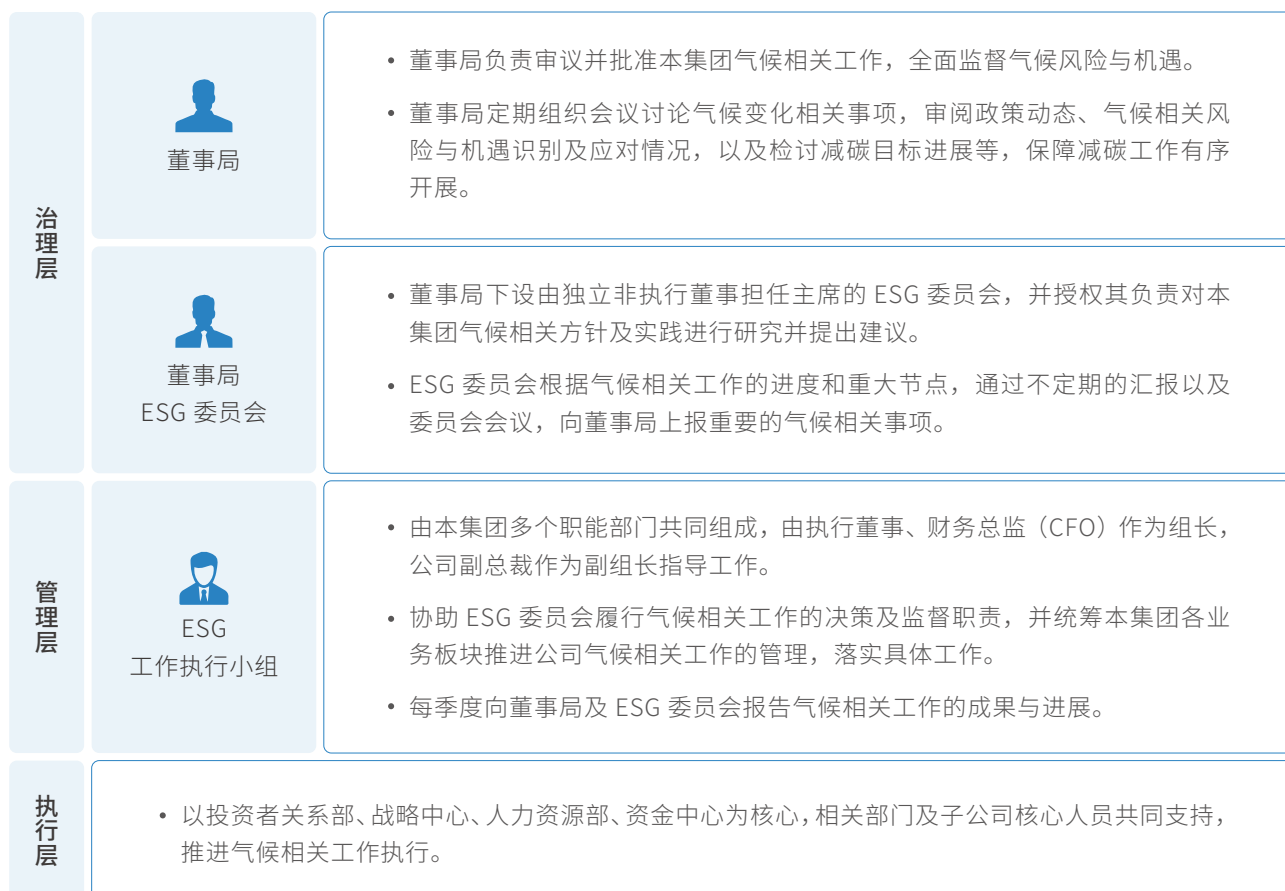 治理层
董事局
• 董事局负责审议并批准本集团气候相关工作，全面监督气候风险与机遇。
• 董事局定期组织会议讨论气候变化相关事项，审阅政策动态、气候相关风
险与机遇识别及应对情况，以及检讨减碳目标进展等，保障减碳工作有序
开展。
董事局
ESG 委员会
• 董事局下设由独立非执行董事担任主席的 ESG 委员会，并授权其负责对本
集团气候相关方针及实践进行研究并提出建议。
• ESG 委员会根据气候相关工作的进度和重大节点，通过不定期的汇报以及
委员会会议，向董事局上报重要的气候相关事项。
管理层
ESG
工作执行小组
• 由本集团多个职能部门共同组成，由执行董事、财务总监（CFO）作为组长，
公司副总裁作为副组长指导工作。
• 协助 ESG 委员会履行气候相关工作的决策及监督职责，并统筹本集团各业
务板块推进公司气候相关工作的管理，落实具体工作。
• 每季度向董事局及 ESG 委员会报告气候相关工作的成果与进展。
执行层
• 以投资者关系部、战略中心、人力资源部、资金中心为核心，相关部门及子公司核心人员共同支持，
推进气候相关工作执行。